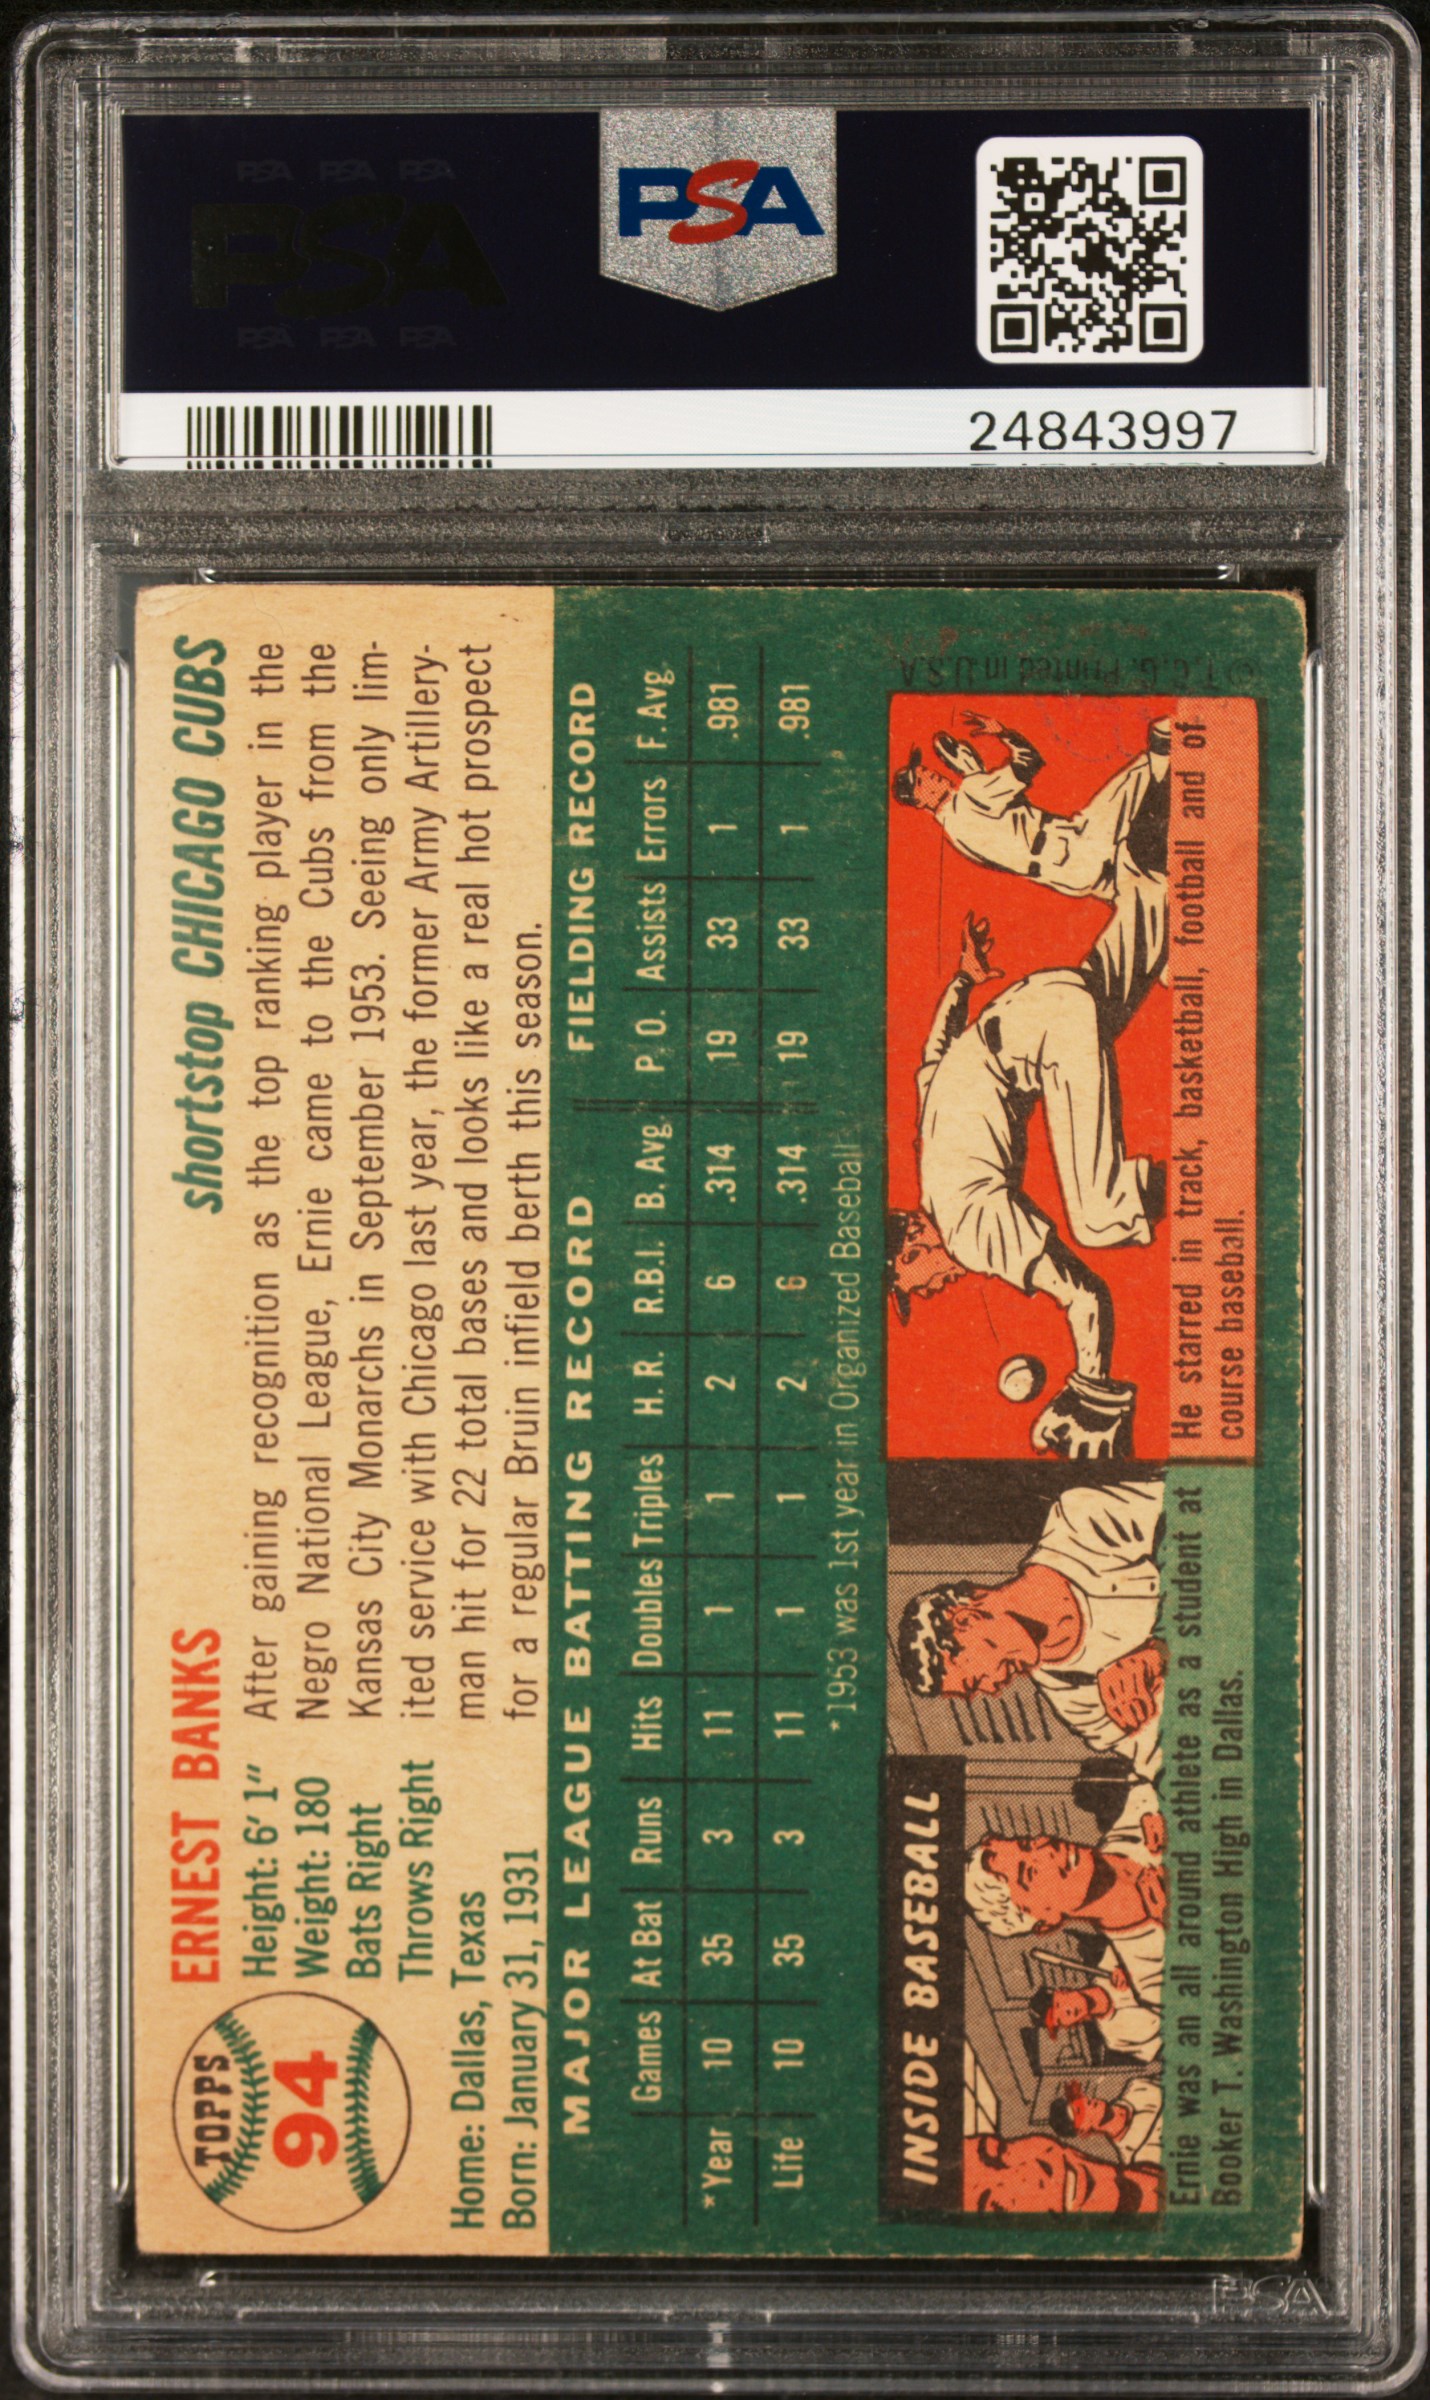 PSA PSA PSA
PSA
PSA PSA PSA
PSA
24843997
TOPPS
94
ERNEST BANKS
shortstop CHICAGO CUBS
Height: 6' 1"
Weight: 180
Bats Right
Throws Right
Home: Dallas, Texas
Born: January 31, 1931
After gaining recognition as the top ranking player in the
Negro National League, Ernie came to the Cubs from the
Kansas City Monarchs in September 1953. Seeing only lim-
ited service with Chicago last year, the former Army Artillery-
man hit for 22 total bases and looks like a real hot prospect
for a regular Bruin infield berth this season.
MAJOR LEAGUE BATTING RECORD FIELDING RECORD
Games At Bat Runs Hits Doubles Triples H. R. R.B.I. B. Avg. P. O. Assists Errors F. Avg.
*Year 10 35 3 11 1 1 2 6 .314 19 33 1 .981
Life 10 35 3 11 1 1 2 6 .314 19 33 1 .981
*1953 was 1st year in Organized Baseball
INSIDE BASEBALL
Ernie was an all around athlete as a student at
Booker T. Washington High in Dallas.
He starred in track, basketball, football and of
course baseball.
© T.C.G. Printed in U.S.A.
PSA